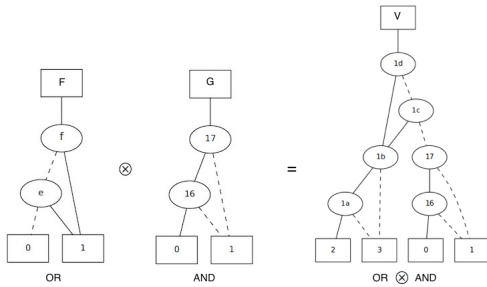 F
f
e
0
1
OR
⊗
G
17
16
0
1
AND
=
V
1d
1c
1b
17
1a
16
2
3
0
1
OR ⊗ AND